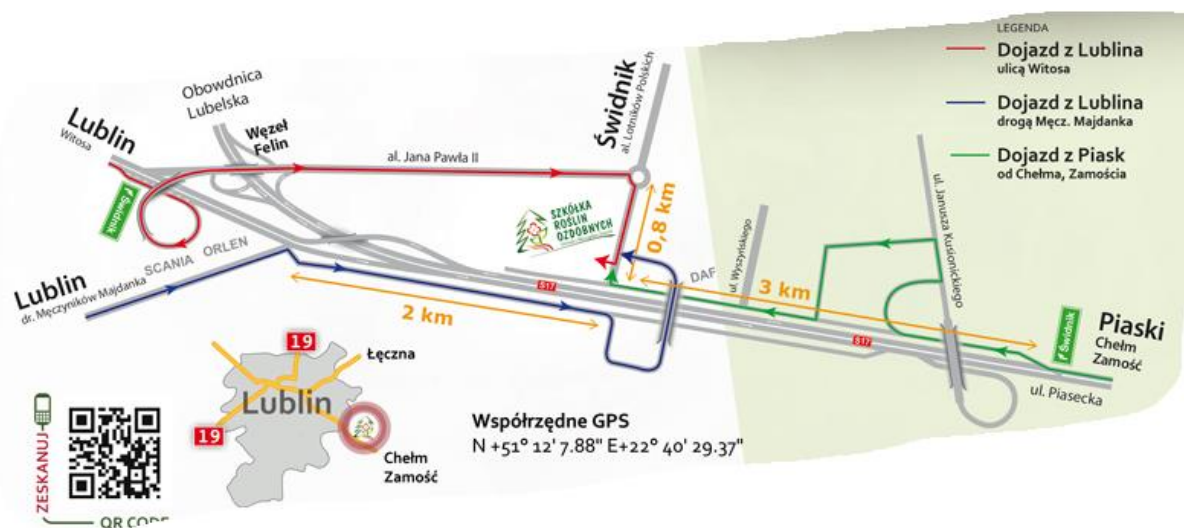 LEGENDA
Dojazd z Lublina
ulicą Witosa
Dojazd z Lublina
drogą Męcz. Majdanka
Dojazd z Piask
od Chełma, Zamościa
Obowdnica
Lubelska
Węzeł
Felin
Lublin
Witosa
Świdnik
al. Jana Pawła II
Świdnik
al. Lotników Polskich
SZKÓŁKA
ROŚLIN
OZDOBNYCH
0,8 km
SCANIA ORLEN
Lublin
dr. Męczyników Majdanka
2 km
S17
DAF
ul. Wyszyńskiego
3 km
ul. Janusza Kusionickiego
S17
Świdnik
Piaski
Chełm
Zamość
ul. Piasecka
19
Łęczna
Lublin
19
Chełm
Zamość
Współrzędne GPS
N +51° 12' 7.88" E+22° 40' 29.37"
ZESKANUJ
QR CODE